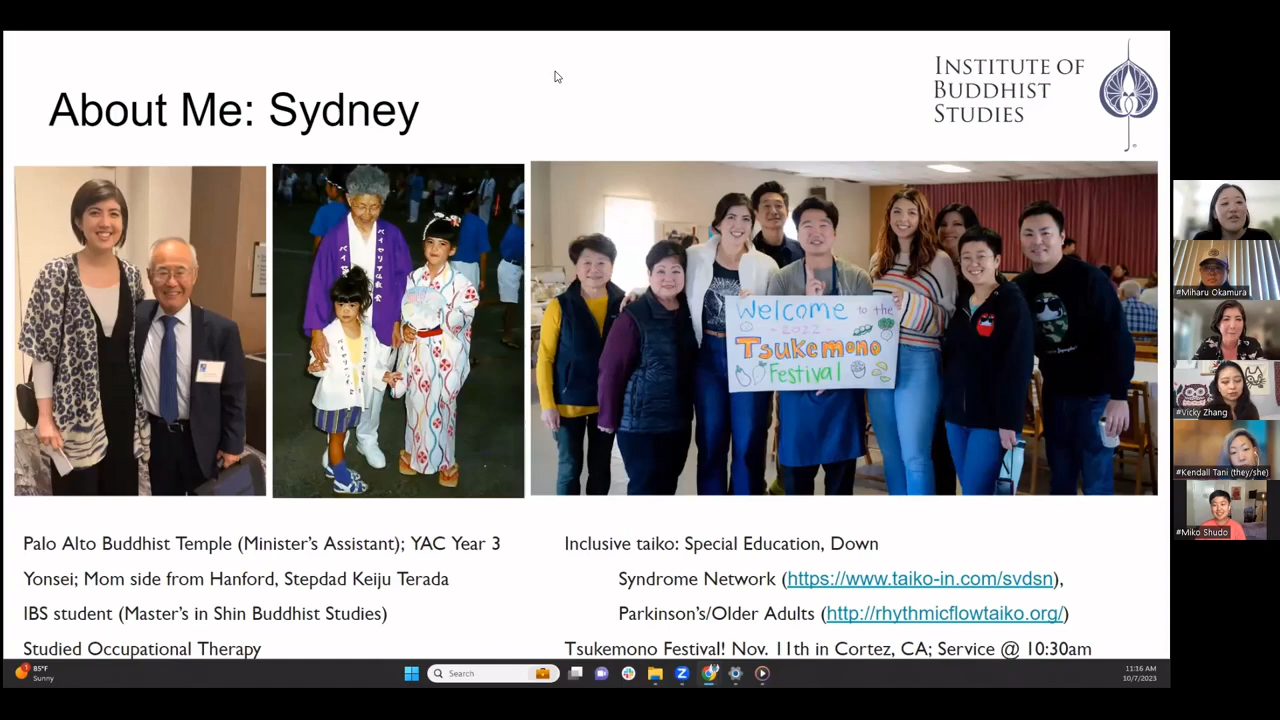 About Me: Sydney
INSTITUTE OF
BUDDHIST
STUDIES
Welcome to the
2022
Tsukemono
Festival
Palo Alto Buddhist Temple (Minister's Assistant); YAC Year 3
Yonsei; Mom side from Hanford, Stepdad Keiju Terada
IBS student (Master's in Shin Buddhist Studies)
Studied Occupational Therapy
Inclusive taiko: Special Education, Down
Syndrome Network (https://www.taiko-in.com/svdsn),
Parkinson's/Older Adults (http://rhythmicflowtaiko.org/)
Tsukemono Festival! Nov. 11th in Cortez, CA; Service @ 10:30am
#Miharu Okamura
#Vicky Zhang
#Kendall Tani (they/she)
#Miko Shudo
1
85°F
Sunny
Search
11:16 AM
10/7/2023